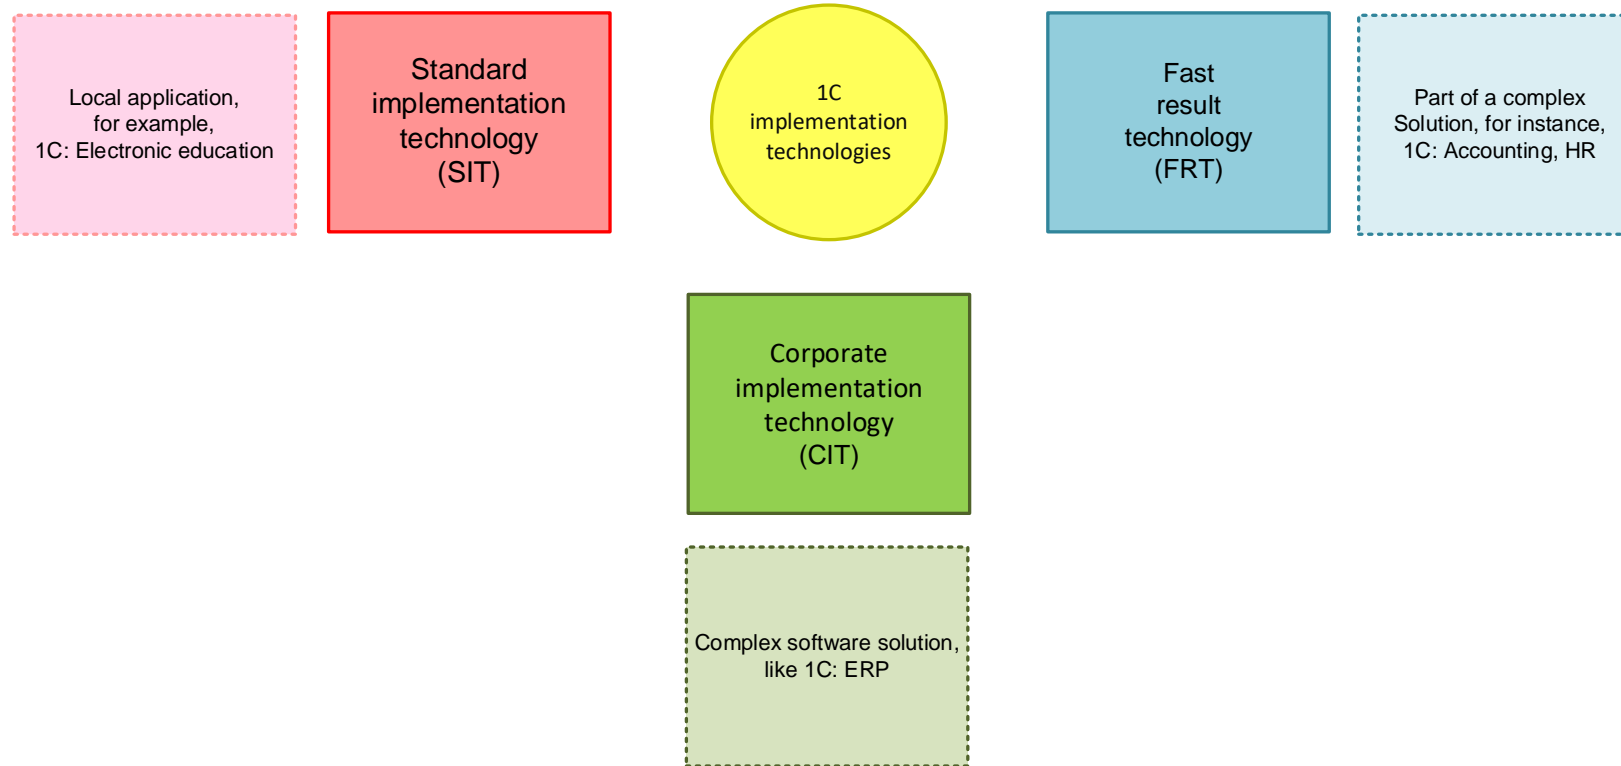 Local application,
for example,
1C: Electronic education
Standard
implementation
technology
(SIT)
1C
implementation
technologies
Fast
result
technology
(FRT)
Part of a complex
Solution, for instance,
1C: Accounting, HR
Corporate
implementation
technology
(CIT)
Complex software solution,
like 1C: ERP